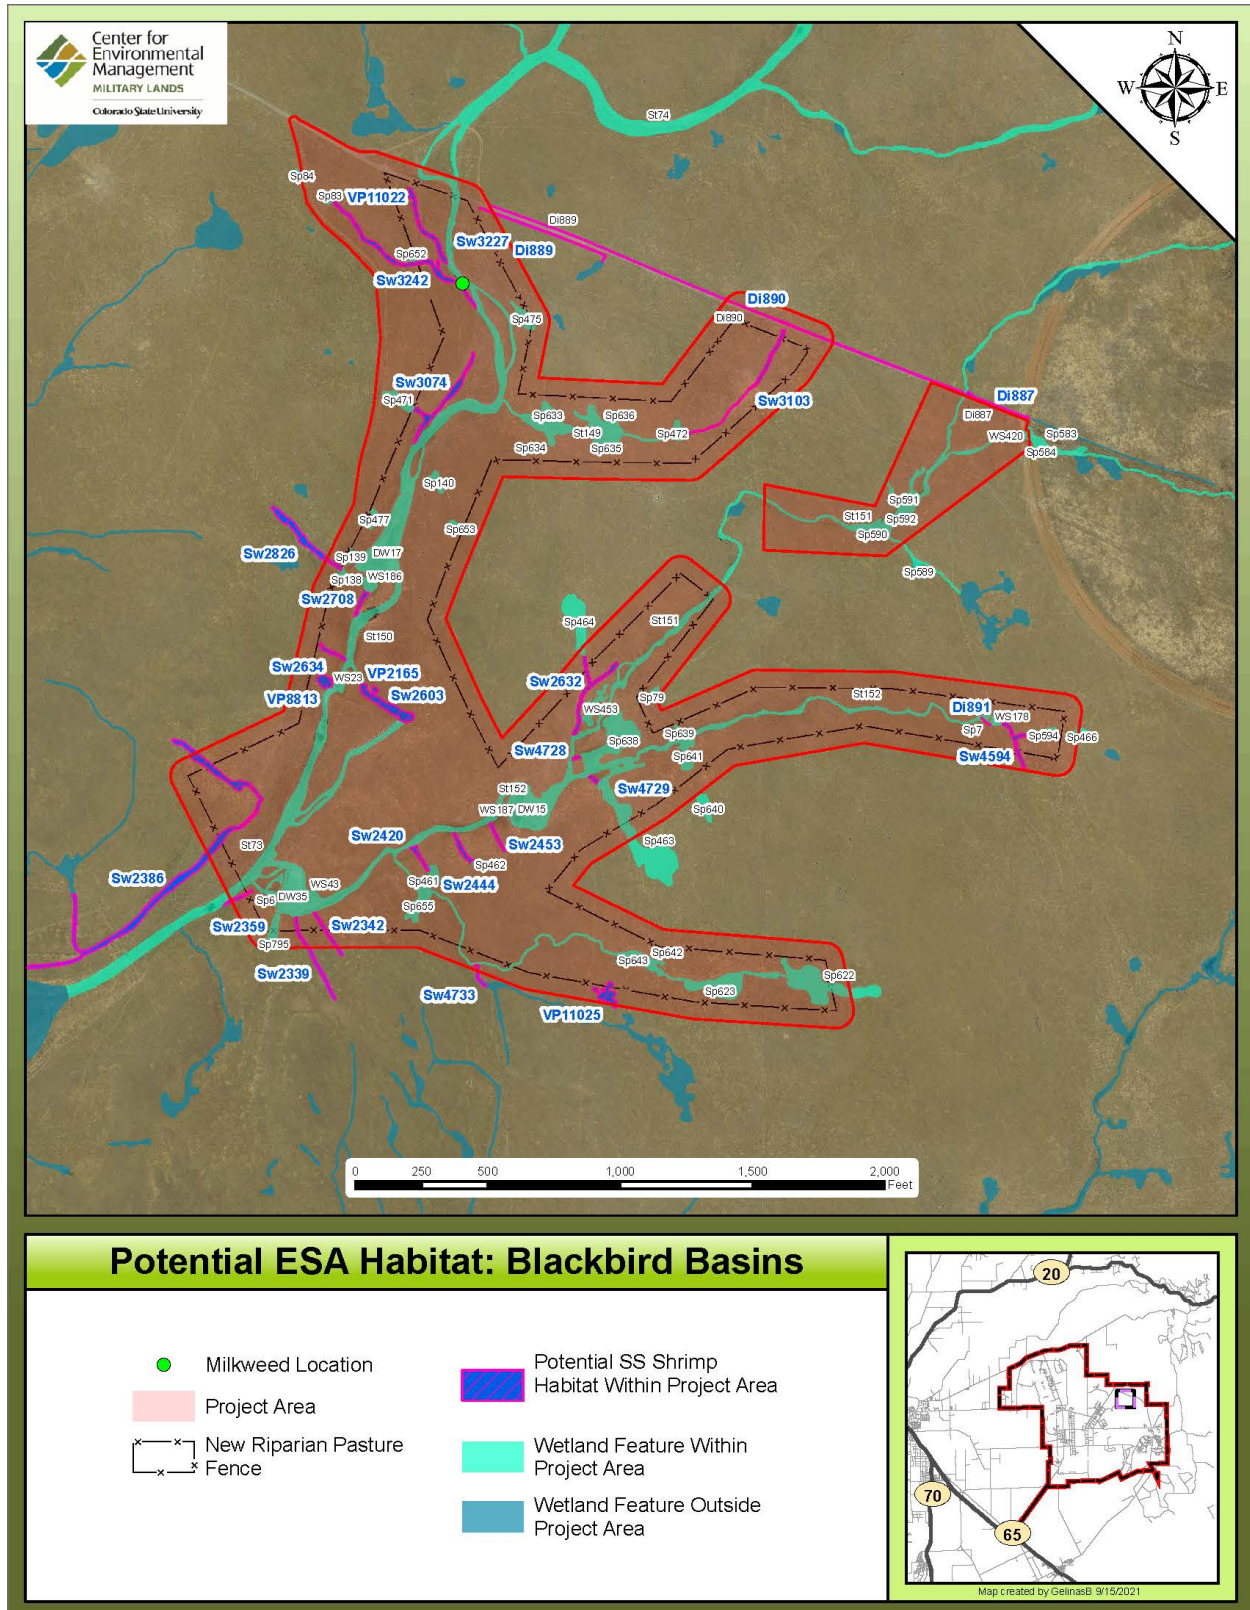 Center for
Environmental
Management
MILITARY LANDS
Colorado State University
N
W
E
S
St74
Sp84
Sp83
VP11022
Di889
Sw3227
Di889
Sp652
Sw3242
Di890
Di890
Sp475
Sw3074
Sp471
Di887
Sw3103
Di887
Sp633
Sp636
St149
Sp472
WS420
Sp583
Sp634
Sp635
Sp584
Sp140
Sp591
Sp477
Sp653
St151
Sp592
Sp590
Sw2826
Sp139
DW17
Sp138
WS186
Sp589
Sw2708
Sp464
St151
St150
Sw2634
WS23
VP2165
Sw2632
VP8813
Sw2603
Sp79
St152
WS453
Di891
WS178
Sp7
Sp594
Sp466
Sw4728
Sp638
Sp639
Sp641
Sw4594
St152
Sw4729
WS187
DW15
Sp640
Sw2420
Sw2453
St73
Sp463
Sp462
Sw2386
WS43
Sp461
Sw2444
Sp6
DW35
Sp655
Sw2359
Sw2342
Sp795
Sp642
Sp643
Sw2339
Sp622
Sw4733
Sp623
VP11025
0 250 500 1,000 1,500 2,000
Feet
Potential ESA Habitat: Blackbird Basins
Milkweed Location
Project Area
New Riparian Pasture
Fence
Potential SS Shrimp
Habitat Within Project Area
Wetland Feature Within
Project Area
Wetland Feature Outside
Project Area
20
70
65
Map created by GelinasB 9/15/2021